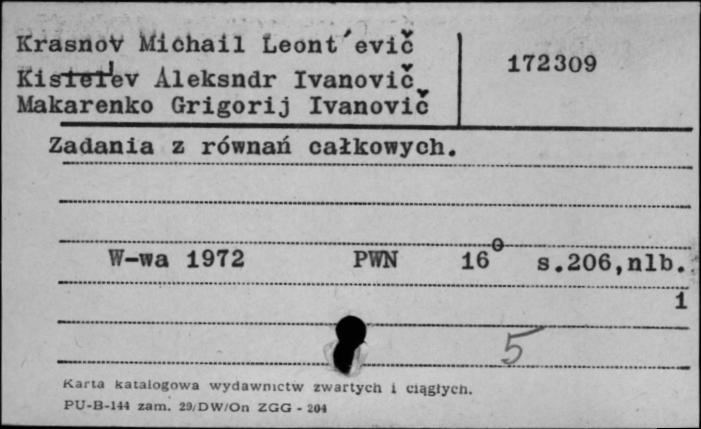 Krasnov Michail Leont'evič
172309
Kiselev Aleksndr Ivanovič
Makarenko Grigorij Ivanovič
Zadania z równań całkowych.
W-wa 1972 PWN 16° s.206,nlb.
1
5
Karta katalogowa wydawnictw zwartych i ciągłych.
PU-B-144 zam. 29/DW/On ZGG - 204